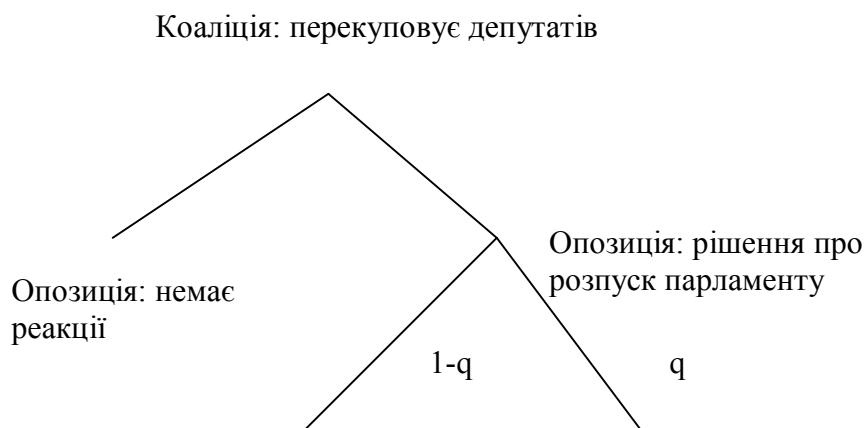 Коаліція: перекуповує депутатів
Опозиція: рішення про
розпуск парламенту
Опозиція: немає
реакції
1-q
q